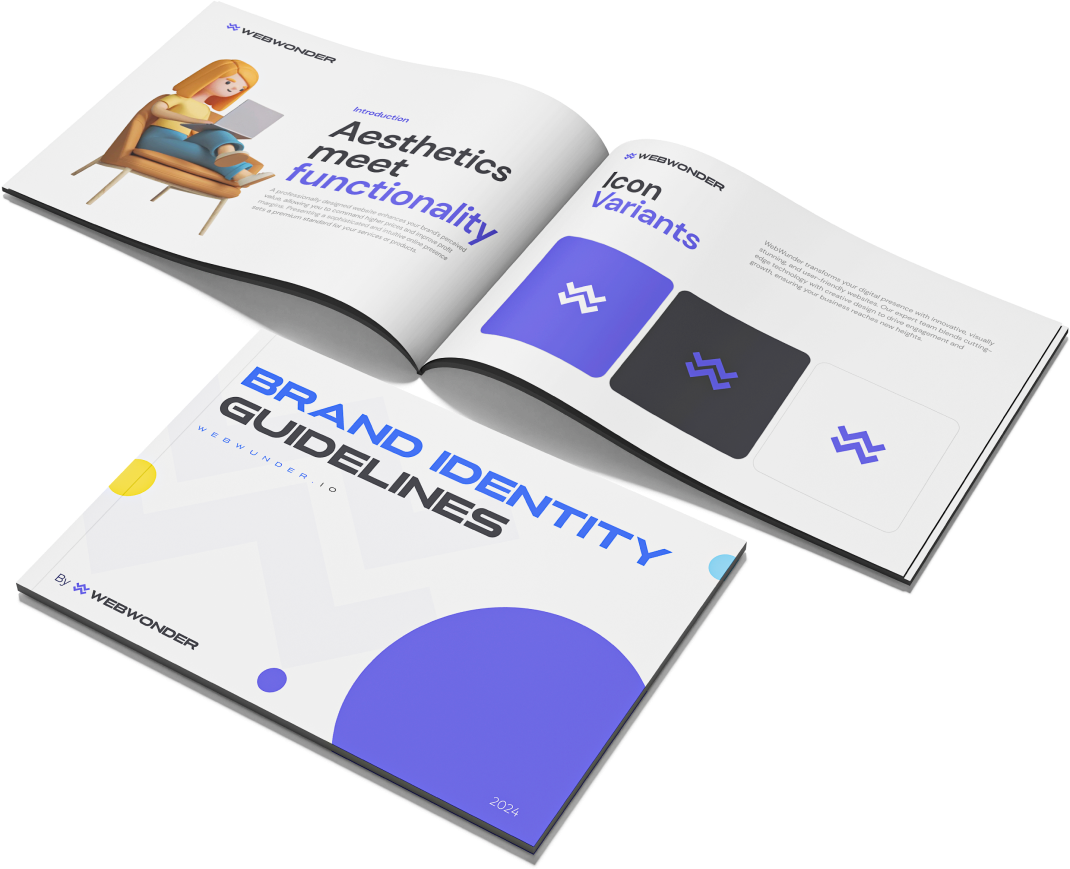 WEBWONDER
Introduction
Aesthetics
meet
functionality
A professionally-designed website enhances your brand's perceived
value, allowing you to command higher prices and improve profit
margins. Presenting a sophisticated and intuitive online presence
sets a premium standard for your services or products.
WEBWONDER
Icon
Variants
WebWunder transforms your digital presence with innovative, visually
stunning, and user-friendly websites. Our expert team blends cutting-
edge technology with creative design to drive engagement and
growth, ensuring your business reaches new heights.
BRAND IDENTITY
GUIDELINES
WEBWUNDER.IO
By WEBWONDER
2024